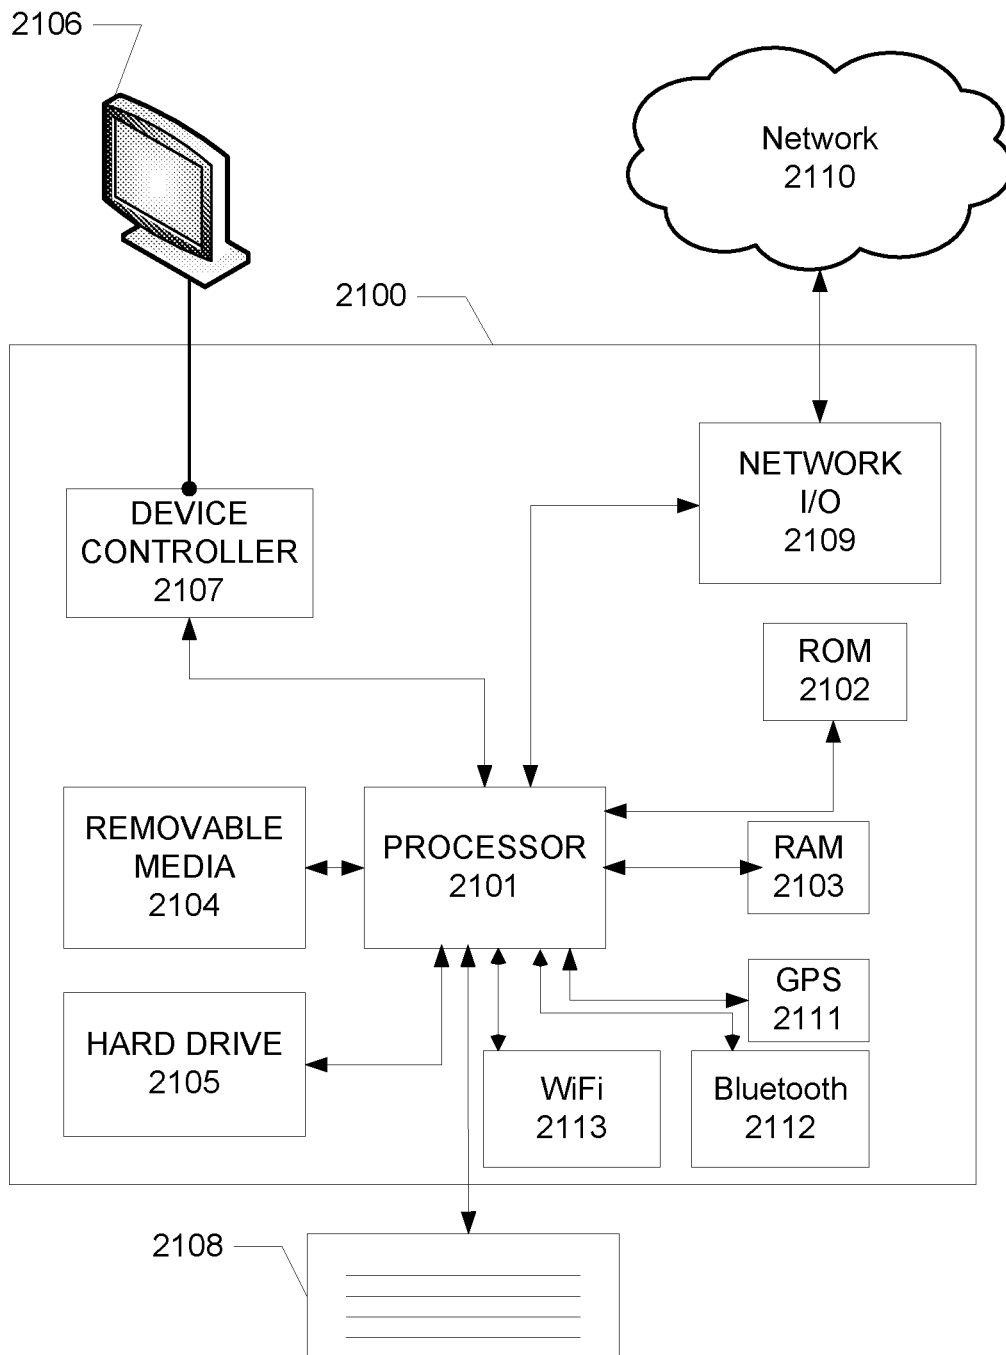 2106
Network
2110
2100
NETWORK
I/O
2109
DEVICE
CONTROLLER
2107
ROM
2102
REMOVABLE
MEDIA
2104
PROCESSOR
2101
RAM
2103
GPS
2111
HARD DRIVE
2105
WiFi
2113
Bluetooth
2112
2108